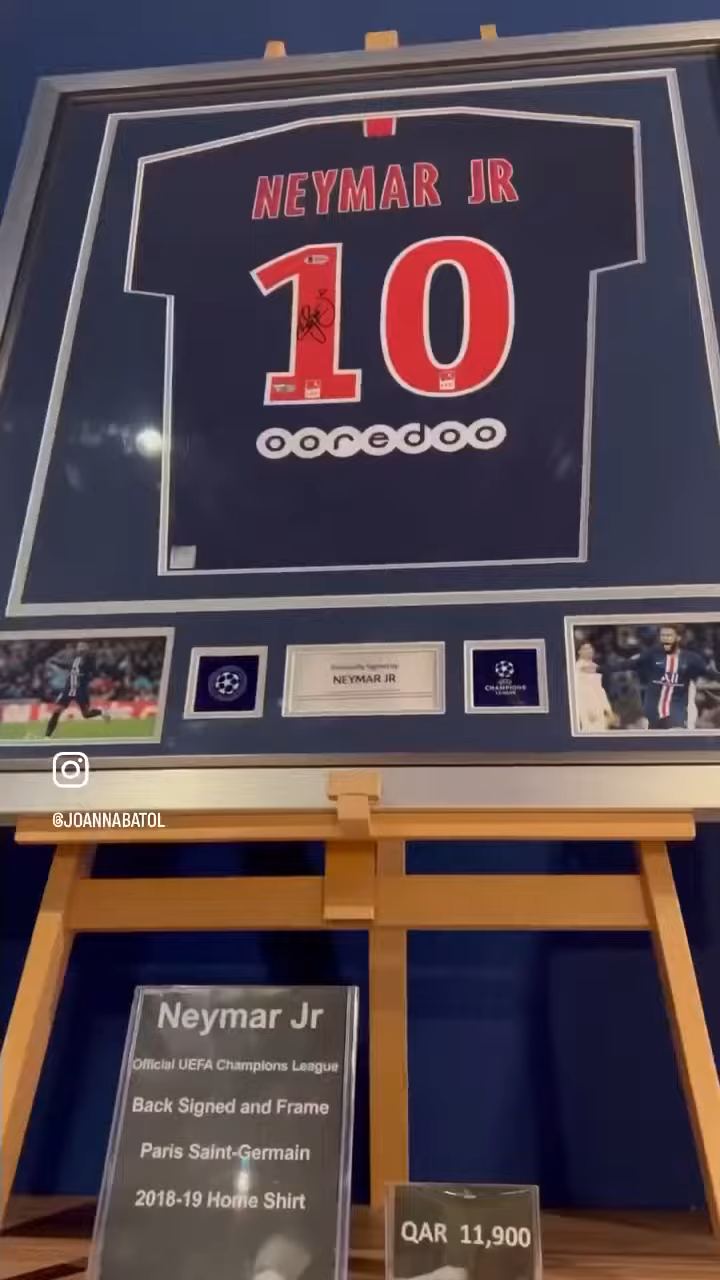 NEYMAR JR
10
ooredoo
NEYMAR JR
UEFA
CHAMPIONS
LEAGUE
@JOANNABATOL
Neymar Jr
Official UEFA Champions League
Back Signed and Frame
Paris Saint-Germain
2018-19 Home Shirt
QAR 11,900